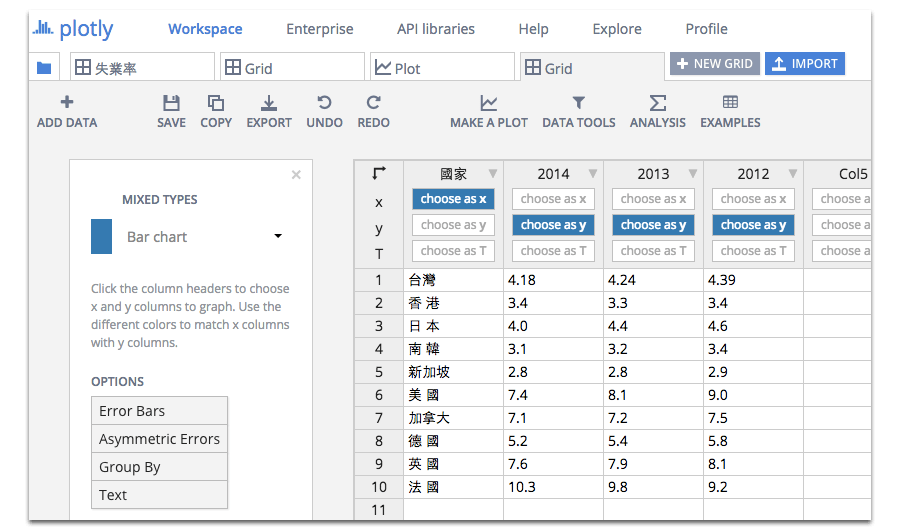 plotly
Workspace Enterprise API libraries Help Explore Profile
失業率 Grid Plot Grid + NEW GRID IMPORT
ADD DATA SAVE COPY EXPORT UNDO REDO MAKE A PLOT DATA TOOLS ANALYSIS EXAMPLES
MIXED TYPES
Bar chart
Click the column headers to choose
x and y columns to graph. Use the
different colors to match x columns
with y columns.
OPTIONS
Error Bars
Asymmetric Errors
Group By
Text
國家 2014 2013 2012 Col5
x choose as x choose as x choose as x choose as x choose a
y choose as y choose as y choose as y choose as y choose a
T choose as T choose as T choose as T choose as T choose a
1 台灣 4.18 4.24 4.39
2 香 港 3.4 3.3 3.4
3 日 本 4.0 4.4 4.6
4 南 韓 3.1 3.2 3.4
5 新加坡 2.8 2.8 2.9
6 美 國 7.4 8.1 9.0
7 加拿大 7.1 7.2 7.5
8 德 國 5.2 5.4 5.8
9 英 國 7.6 7.9 8.1
10 法 國 10.3 9.8 9.2
11